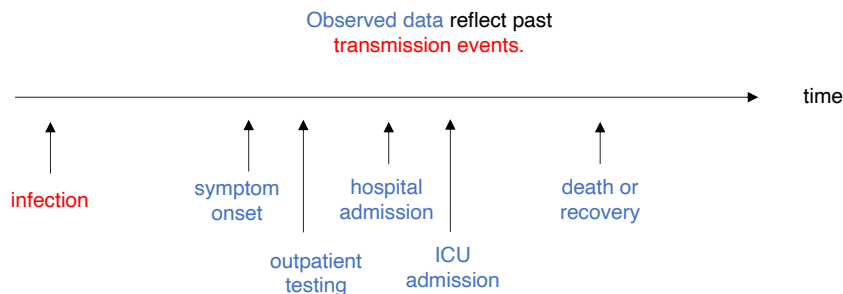 Observed data reflect past
transmission events.
time
infection
symptom
onset
outpatient
testing
hospital
admission
ICU
admission
death or
recovery